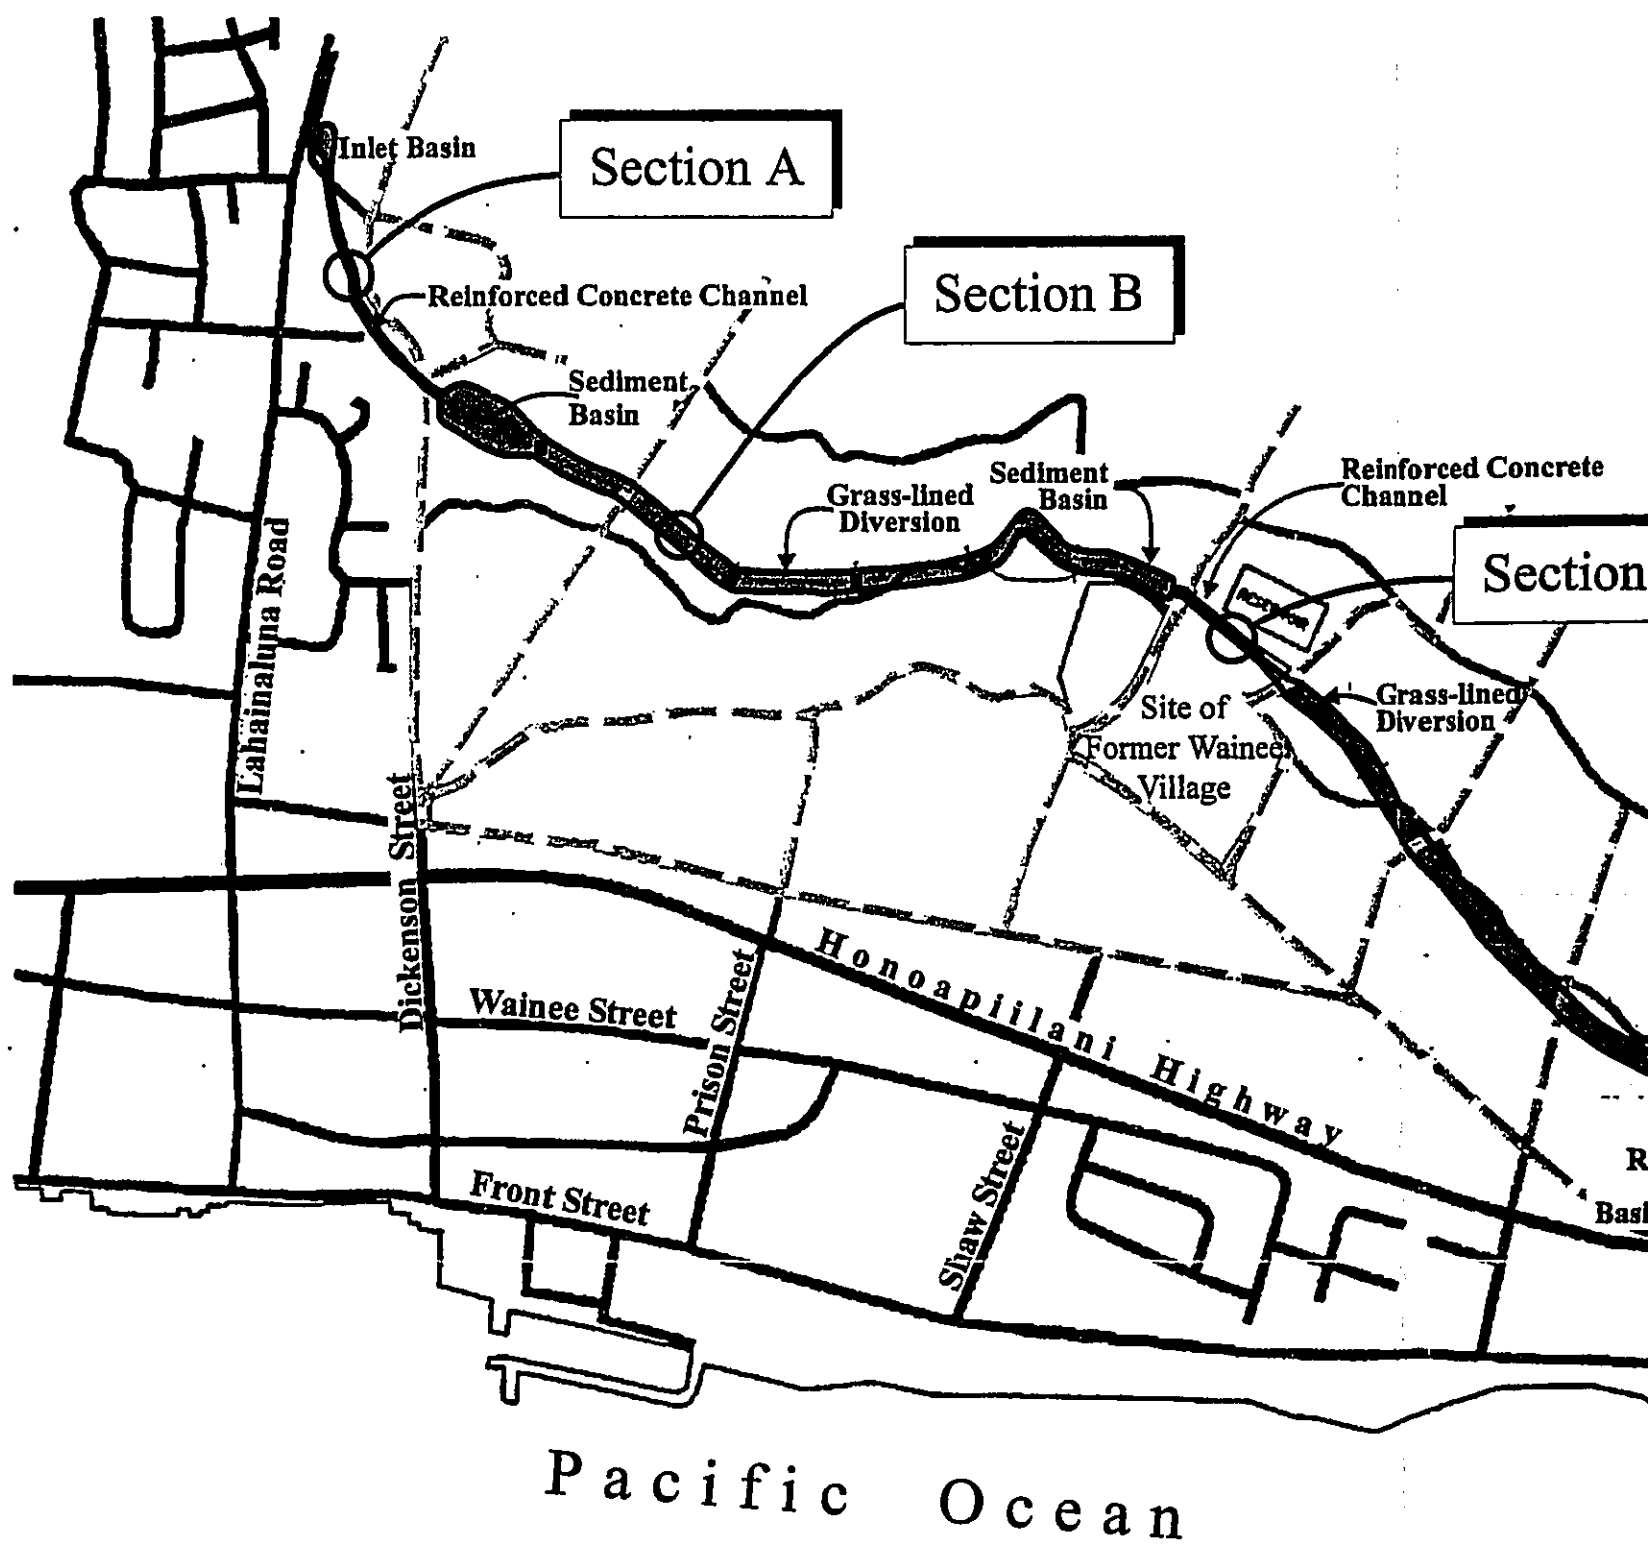 Inlet Basin
Section A
Reinforced Concrete Channel
Section B
Sediment
Basin
Grass-lined
Diversion
Sediment
Basin
Reinforced Concrete
Channel
Section
RESERVOIR
Grass-lined
Diversion
Site of
Former Wainee
Village
Lahainaluna Road
Dickenson Street
Wainee Street
Prison Street
Honoapiilani Highway
Shaw Street
Front Street
R
Basi
Pacific Ocean